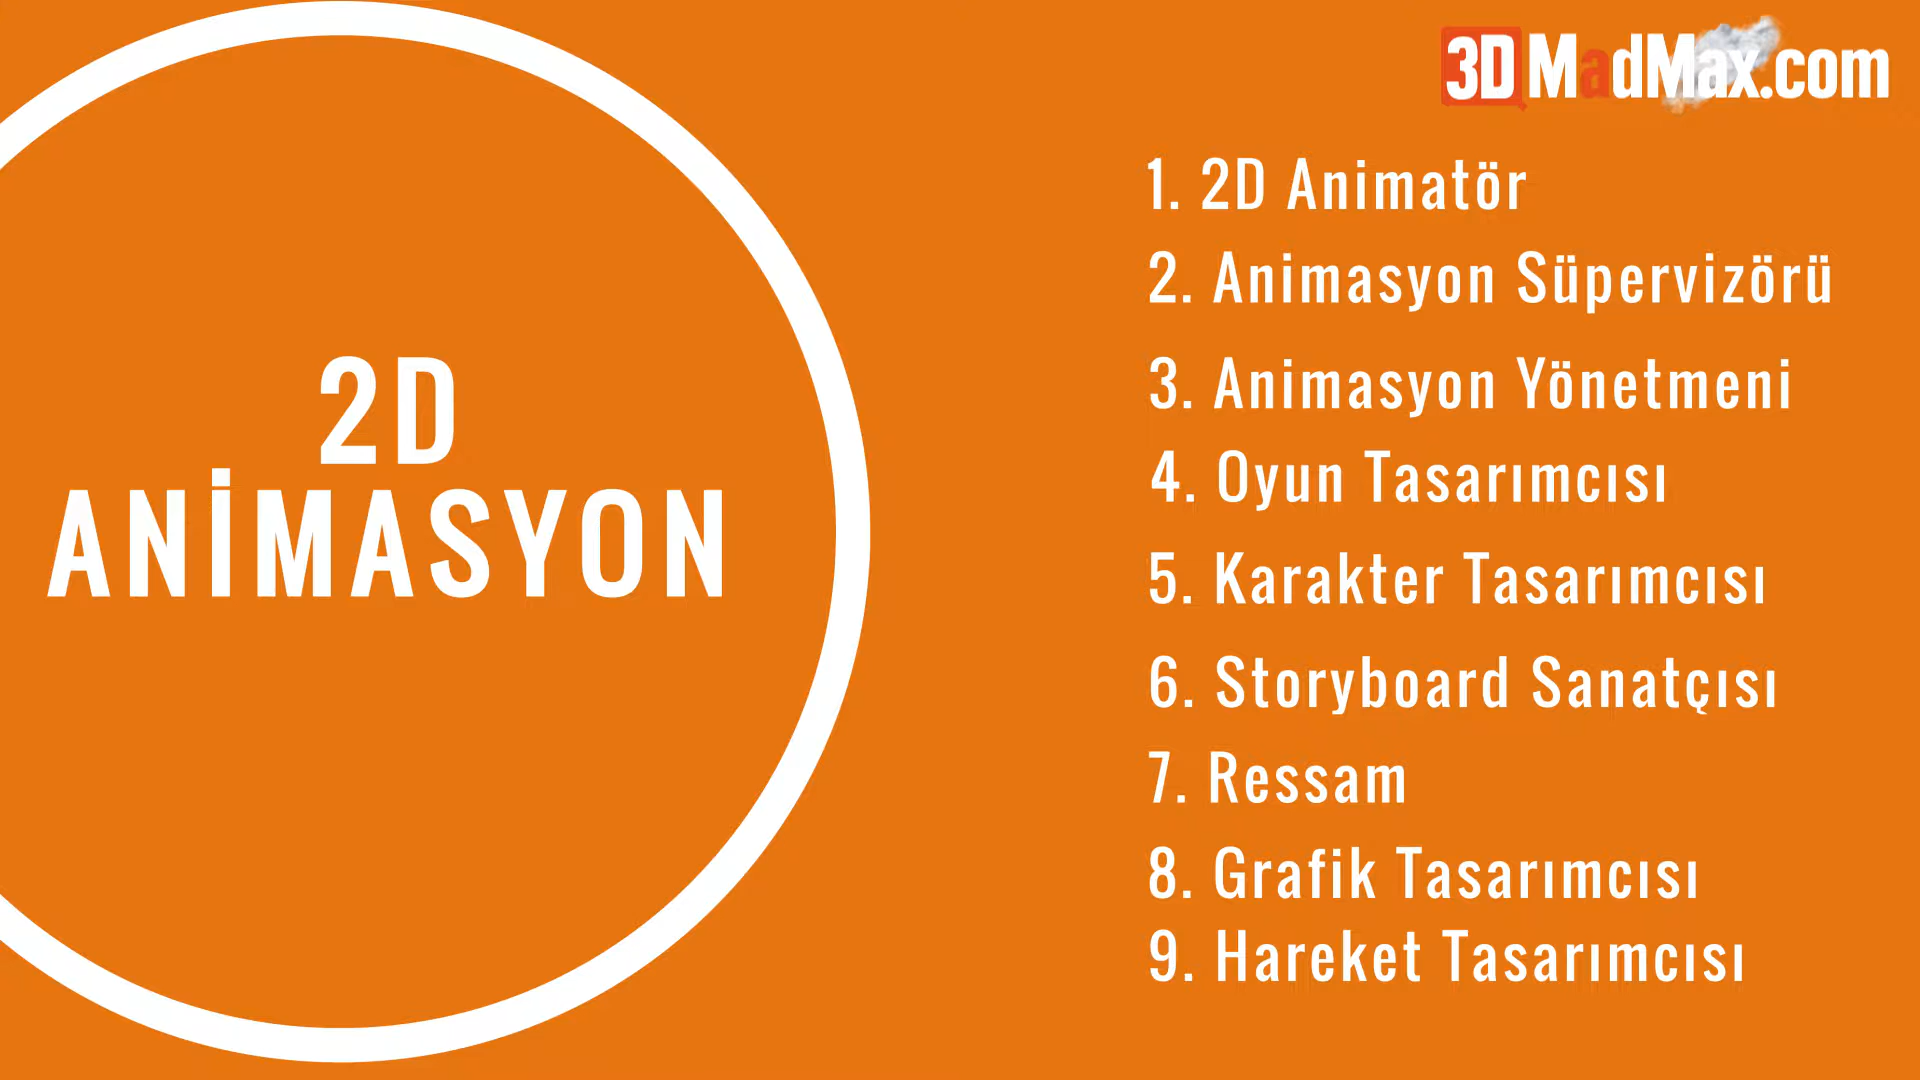 3DMadMax.com
2D
ANİMASYON
1. 2D Animatör
2. Animasyon Süpervizörü
3. Animasyon Yönetmeni
4. Oyun Tasarımcısı
5. Karakter Tasarımcısı
6. Storyboard Sanatçısı
7. Ressam
8. Grafik Tasarımcısı
9. Hareket Tasarımcısı